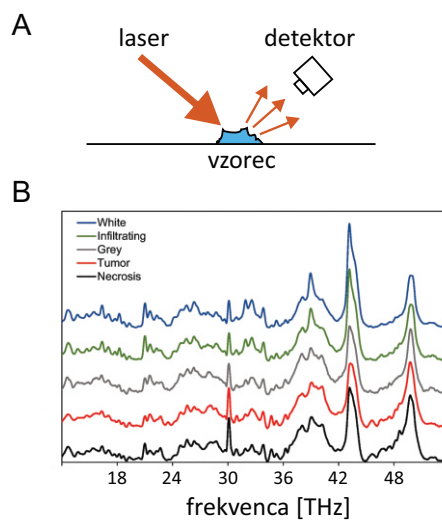 A
laser
detektor
vzorec
B
White
Infiltrating
Grey
Tumor
Necrosis
18 24 30 36 42 48
frekvenca [THz]